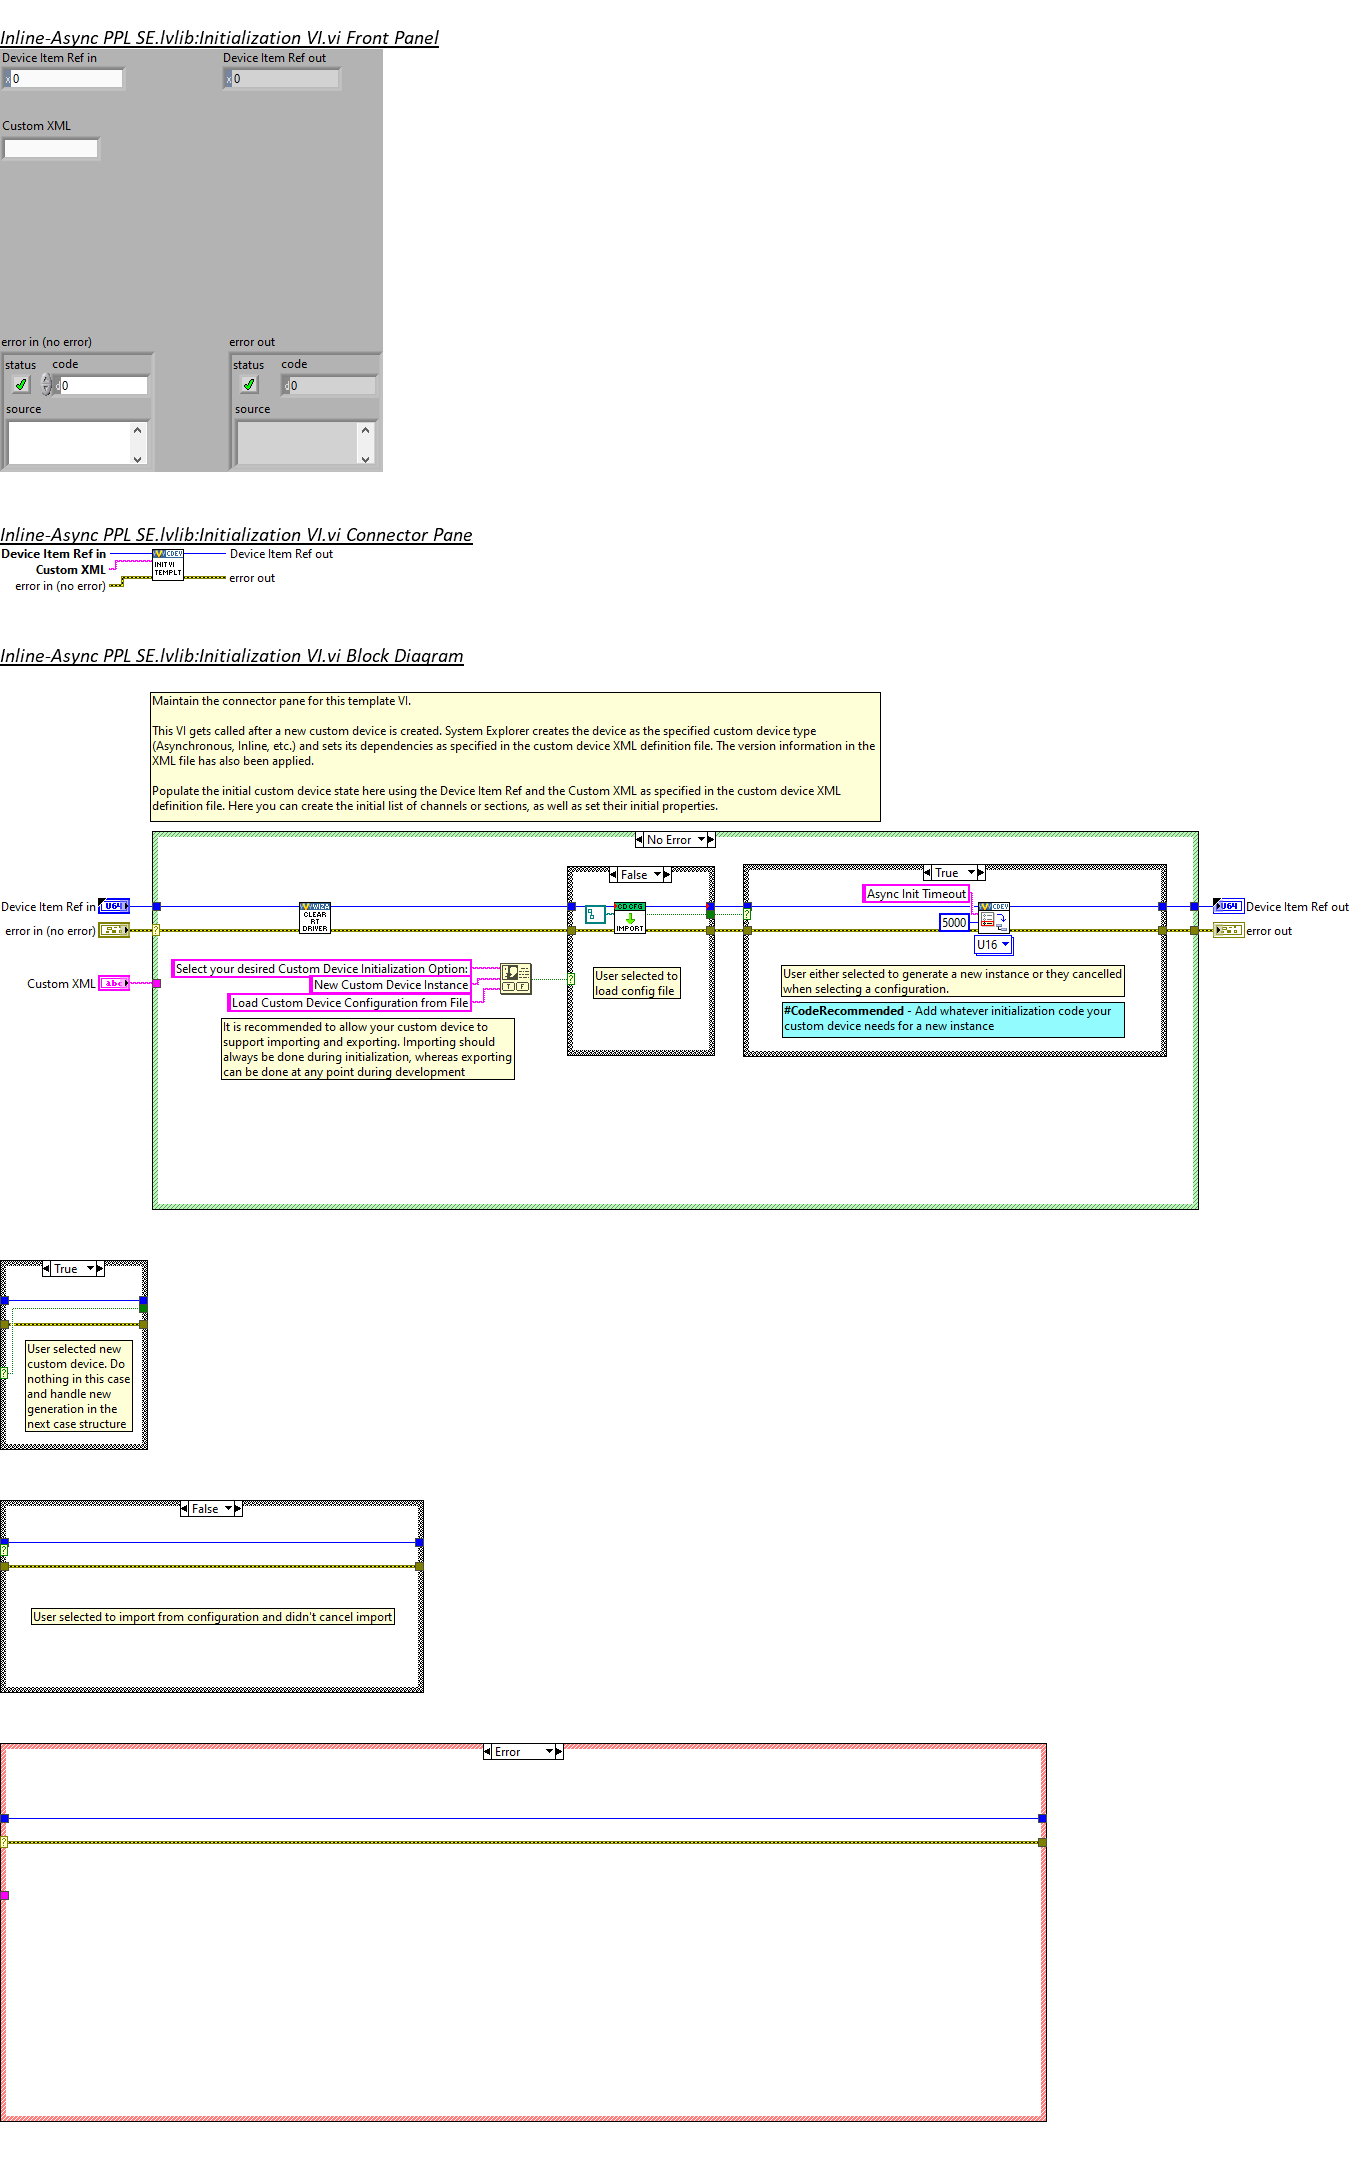 Inline-Async PPL SE.lvlib:Initialization VI.vi Front Panel
Device Item Ref in
Device Item Ref out
x 0
x 0
Custom XML
error in (no error)
error out
status
code
status
code
d 0
d 0
source
source
Inline-Async PPL SE.lvlib:Initialization VI.vi Connector Pane
Device Item Ref in
Device Item Ref out
CDEV
INIT VI
TEMPLT
Custom XML
error in (no error)
error out
Inline-Async PPL SE.lvlib:Initialization VI.vi Block Diagram
Maintain the connector pane for this template VI.
This VI gets called after a new custom device is created. System Explorer creates the device as the specified custom device type
(Asynchronous, Inline, etc.) and sets its dependencies as specified in the custom device XML definition file. The version information in the
XML file has also been applied.
Populate the initial custom device state here using the Device Item Ref and the Custom XML as specified in the custom device XML
definition file. Here you can create the initial list of channels or sections, as well as set their initial properties.
No Error
False
True
Async Init Timeout
Device Item Ref in
U64
CLEAR
RT
DRIVER
CD CFG
IMPORT
CDEV
5000
U16
U64
Device Item Ref out
error in (no error)
error out
Custom XML
abc
Select your desired Custom Device Initialization Option:
New Custom Device Instance
Load Custom Device Configuration from File
T F
?
?
?
User selected to
load config file
User either selected to generate a new instance or they cancelled
when selecting a configuration.
#CodeRecommended - Add whatever initialization code your
custom device needs for a new instance
It is recommended to allow your custom device to
support importing and exporting. Importing should
always be done during initialization, whereas exporting
can be done at any point during development
True
?
User selected new
custom device. Do
nothing in this case
and handle new
generation in the
next case structure
False
?
User selected to import from configuration and didn't cancel import
Error
?